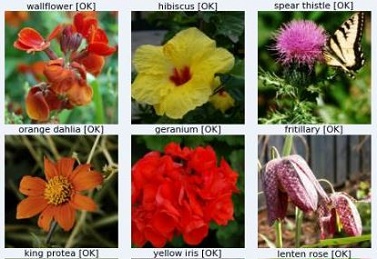 wallflower [OK] hibiscus [OK] spear thistle [OK]
orange dahlia [OK] geranium [OK] fritillary [OK]
king protea [OK] yellow iris [OK] lenten rose [OK]